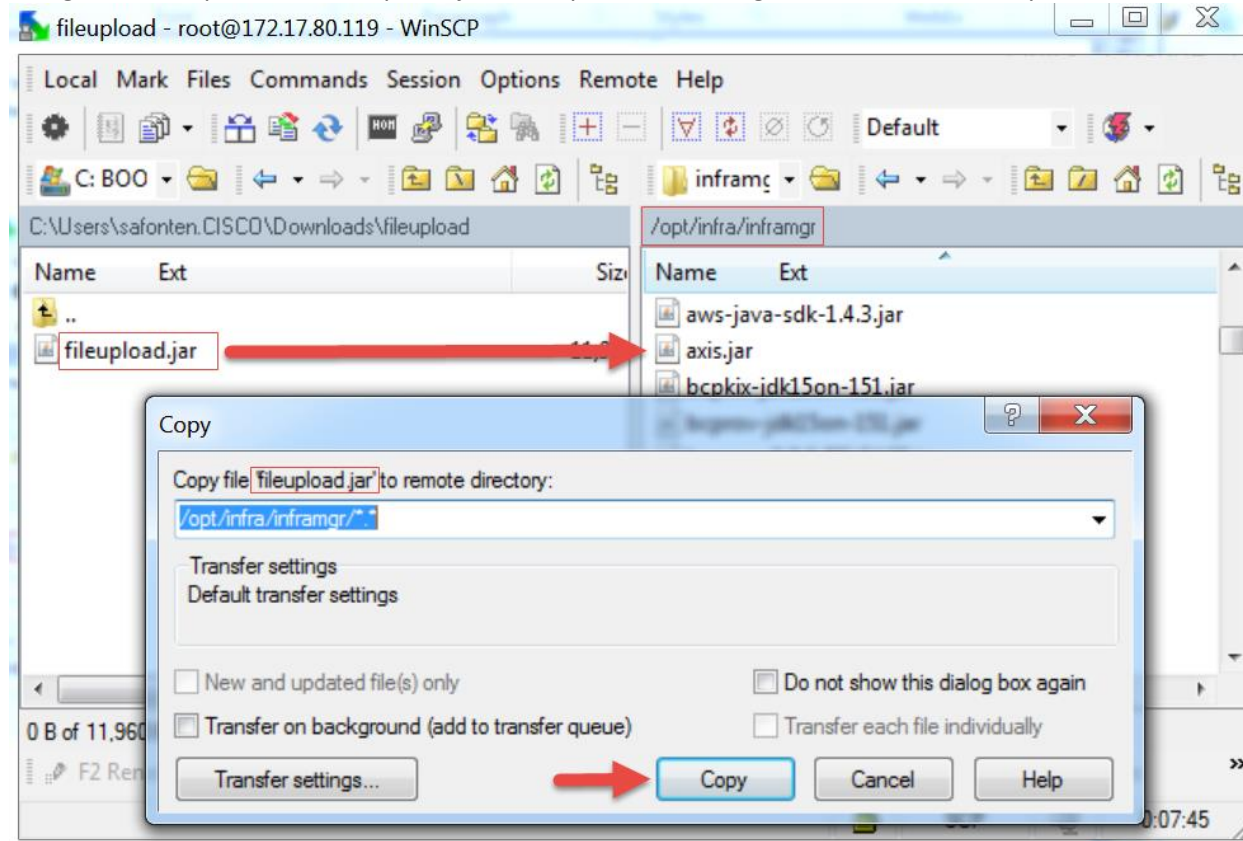 fileupload - root@172.17.80.119 - WinSCP
Local Mark Files Commands Session Options Remote Help
Default
C: BOO
inframg
C:\Users\safonten.CISCO\Downloads\fileupload
/opt/infra/inframgr
Name Ext Siz
Name Ext
..
aws-java-sdk-1.4.3.jar
fileupload.jar
axis.jar
bcpkix-jdk15on-151.jar
Copy
Copy file 'fileupload.jar' to remote directory:
/opt/infra/inframgr/*.*
Transfer settings
Default transfer settings
New and updated file(s) only
Do not show this dialog box again
0 B of 11,960
Transfer on background (add to transfer queue)
Transfer each file individually
F2 Ren
Transfer settings...
Copy
Cancel
Help
0:07:45